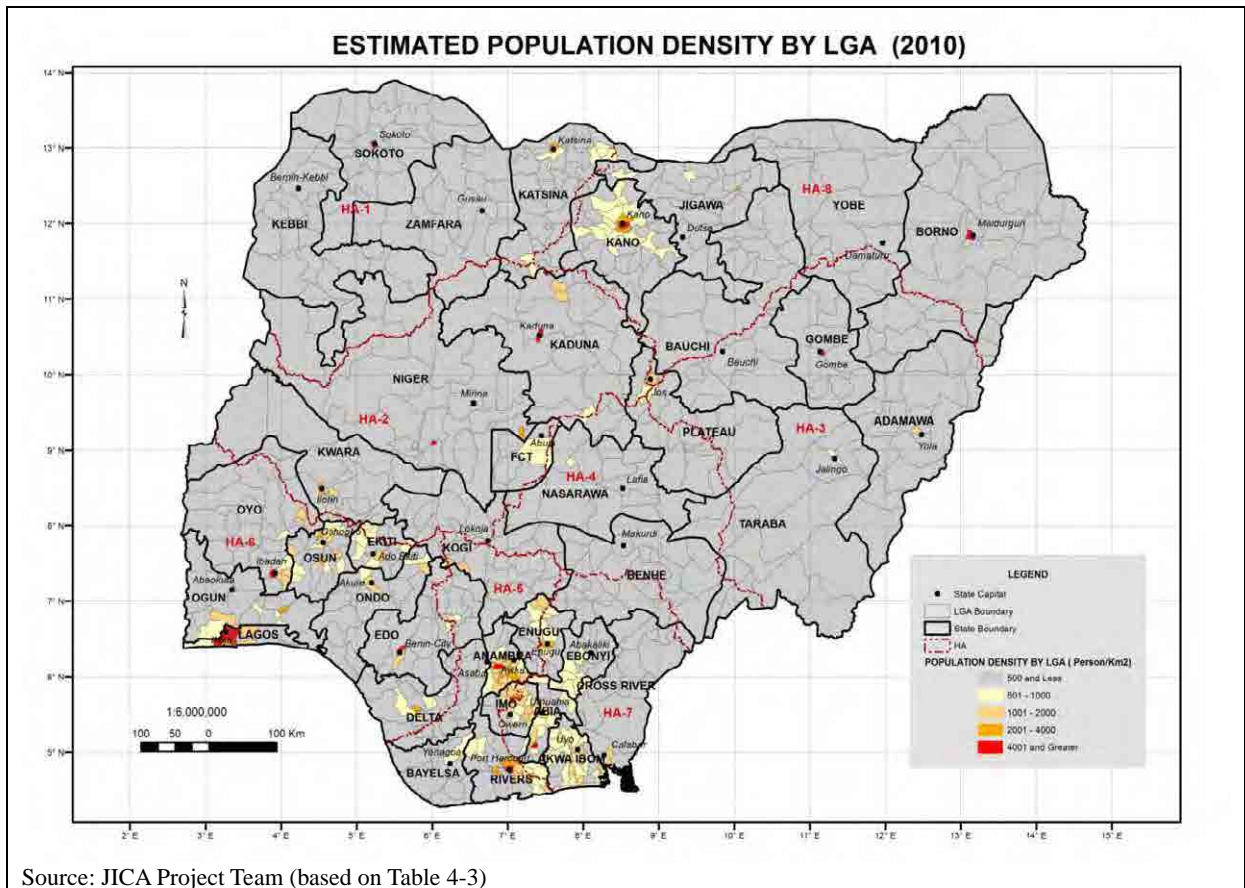 ESTIMATED POPULATION DENSITY BY LGA (2010)
14° N
13° N
12° N
11° N
10° N
9° N
8° N
7° N
6° N
5° N
N
Sokoto
SOKOTO
Katsina
Bernin-Kebbi
KEBBI
HA-1
Gusau
ZAMFARA
KATSINA
Kano
KANO
JIGAWA
Dutse
HA-8
YOBE
Damaturu
BORNO
Maidurguri
Kaduna
KADUNA
BAUCHI
Bauchi
GOMBE
Gombe
NIGER
Minna
HA-2
Jos
PLATEAU
HA-3
ADAMAWA
Yola
Jalingo
Abuja
FCT
HA-4
NASARAWA
Lafia
KWARA
Ilorin
OYO
HA-6
Oshogbo
OSUN
EKITI
Ado Ekiti
Lokoja
KOGI
Makurdi
BENUE
TARABA
Ibadan
Abaokuta
OGUN
Akure
ONDO
HA-5
LAGOS
EDO
Benin-City
ENUGU
Enugu
Abakaliki
EBONYI
ANAMBRA
Asaba
CROSS RIVER
HA-7
DELTA
IMO
Owerri
Umuahia
ABIA
Uyo
AKWA IBOM
Calabar
Yenagoa
BAYELSA
Port Harcourt
RIVERS
1:6,000,000
100 50 0 100 Km
LEGEND
State Capital
LGA Boundary
State Boundary
HA
POPULATION DENSITY BY LGA ( Person/Km2)
500 and Less
501 - 1000
1001 - 2000
2001 - 4000
4001 and Greater
2° E 3° E 4° E 5° E 6° E 7° E 8° E 9° E 10° E 11° E 12° E 13° E 14° E 15° E
Source: JICA Project Team (based on Table 4-3)